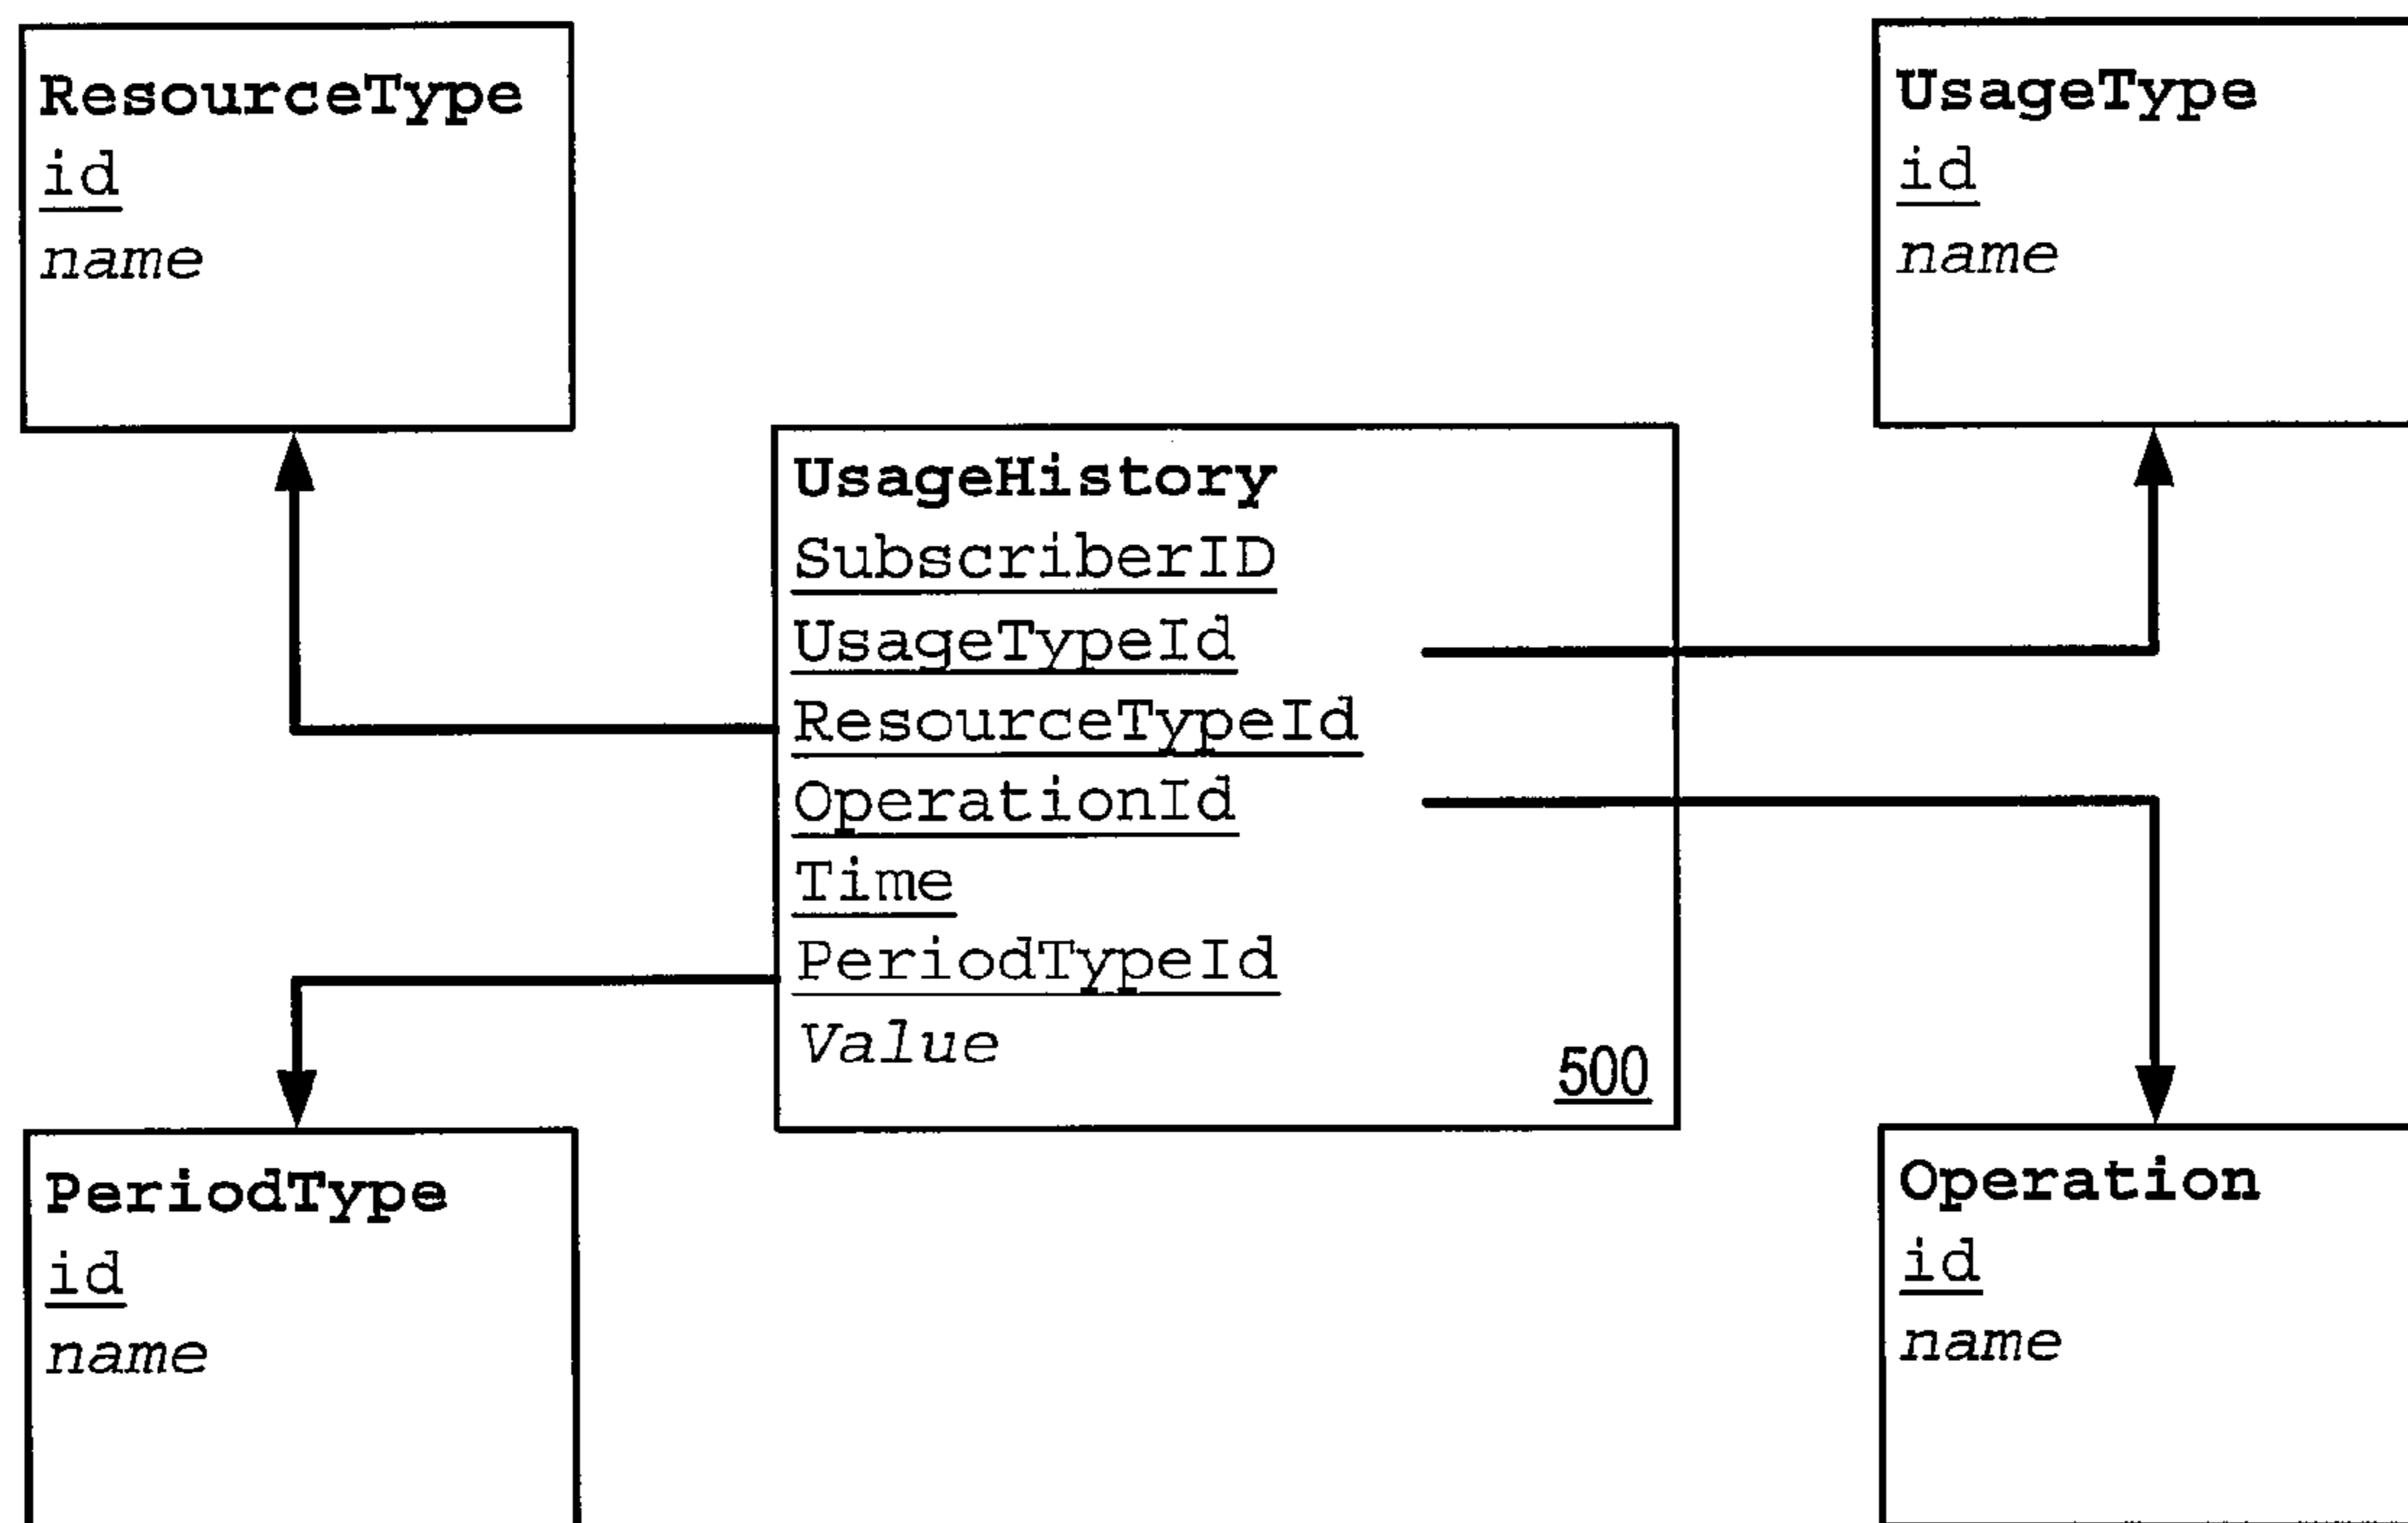 ResourceType
id
name
UsageType
id
name
UsageHistory
SubscriberID
UsageTypeId
ResourceTypeId
OperationId
Time
PeriodTypeId
Value
500
PeriodType
id
name
Operation
id
name